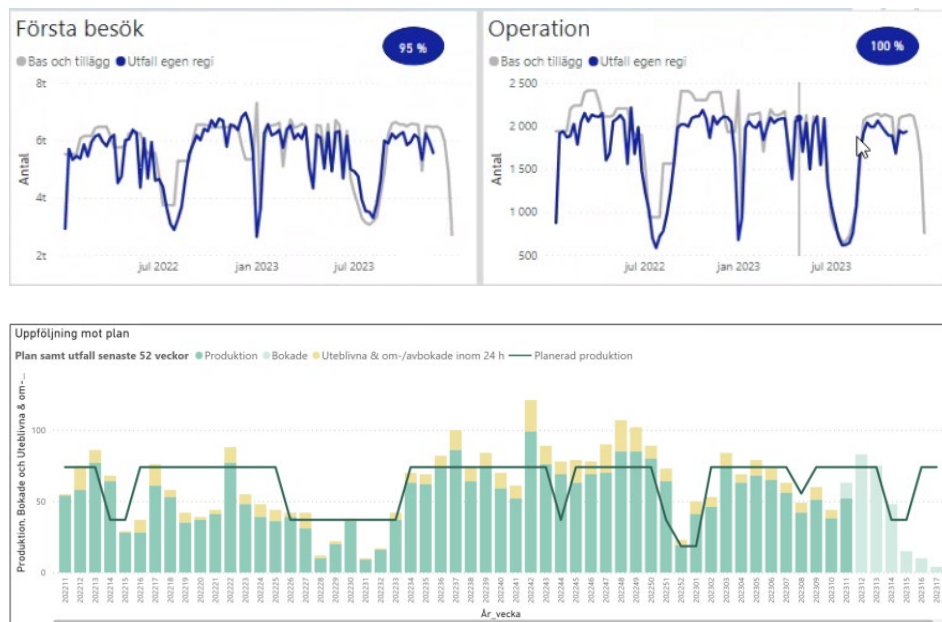 Första besök
95 %
Bas och tillägg Utfall egen regi
8t
6t
4t
2t
Antal
jul 2022 jan 2023 jul 2023
Operation
100 %
Bas och tillägg Utfall egen regi
2 500
2 000
1 500
1 000
500
Antal
jul 2022 jan 2023 jul 2023
Uppföljning mot plan
Plan samt utfall senaste 52 veckor Produktion Bokade Uteblivna & om-/avbokade inom 24 h Planerad produktion
Produktion, Bokade och Uteblivna & om-...
100
50
0
202211 202212 202213 202214 202215 202216 202217 202218 202219 202220 202221 202222 202223 202224 202225 202226 202227 202228 202229 202230 202231 202232 202233 202234 202235 202236 202237 202238 202239 202240 202241 202242 202243 202244 202245 202246 202247 202248 202249 202250 202251 202252 202301 202302 202303 202304 202305 202306 202307 202308 202309 202310 202311 202312 202313 202314 202315 202316 202317
År_vecka